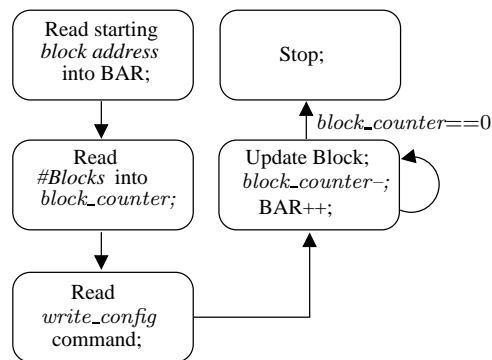 Read starting
block address
into BAR;
Read
#Blocks into
block_counter;
Read
write_config
command;
Update Block;
block_counter–;
BAR++;
block_counter==0
Stop;